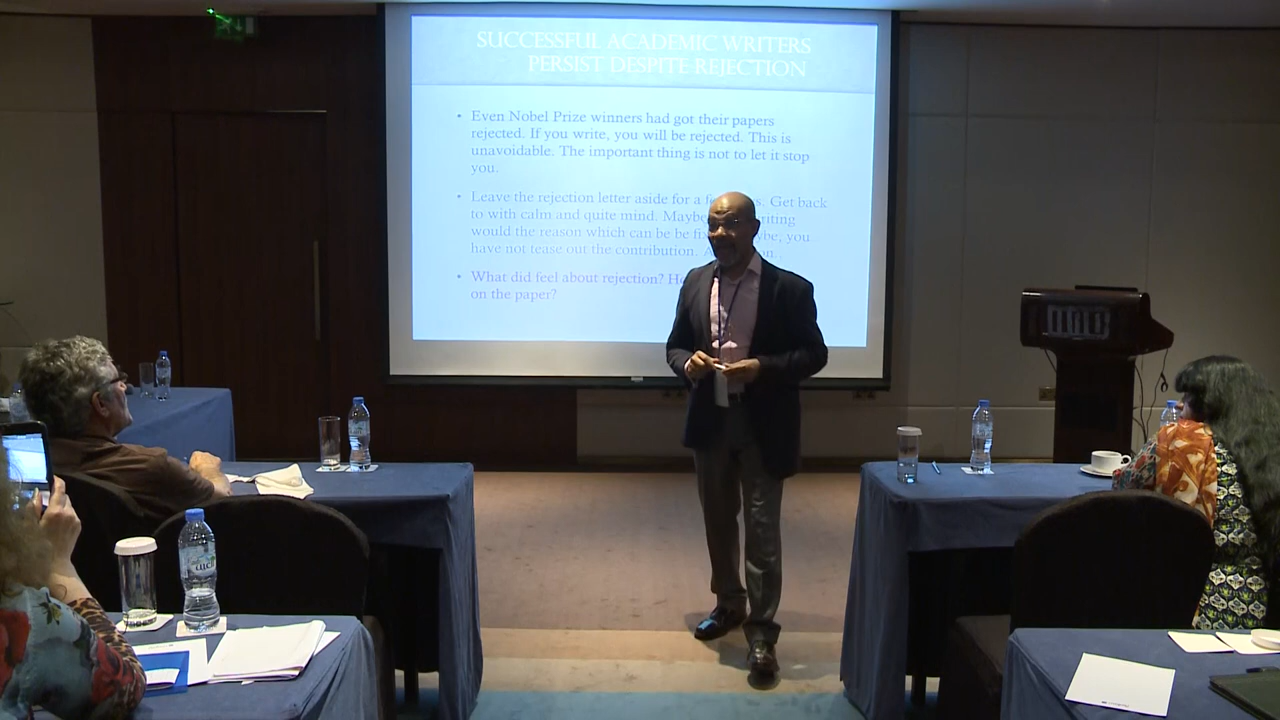 SUCCESSFUL ACADEMIC WRITERS
PERSIST DESPITE REJECTION
• Even Nobel Prize winners had got their papers
rejected. If you write, you will be rejected. This is
unavoidable. The important thing is not to let it stop
you.
• Leave the rejection letter aside for a Get back
to with calm and quite mind. Maybe
would the reason which can be be you
have not tease out the contribution.
• What did feel about rejection?
on the paper?